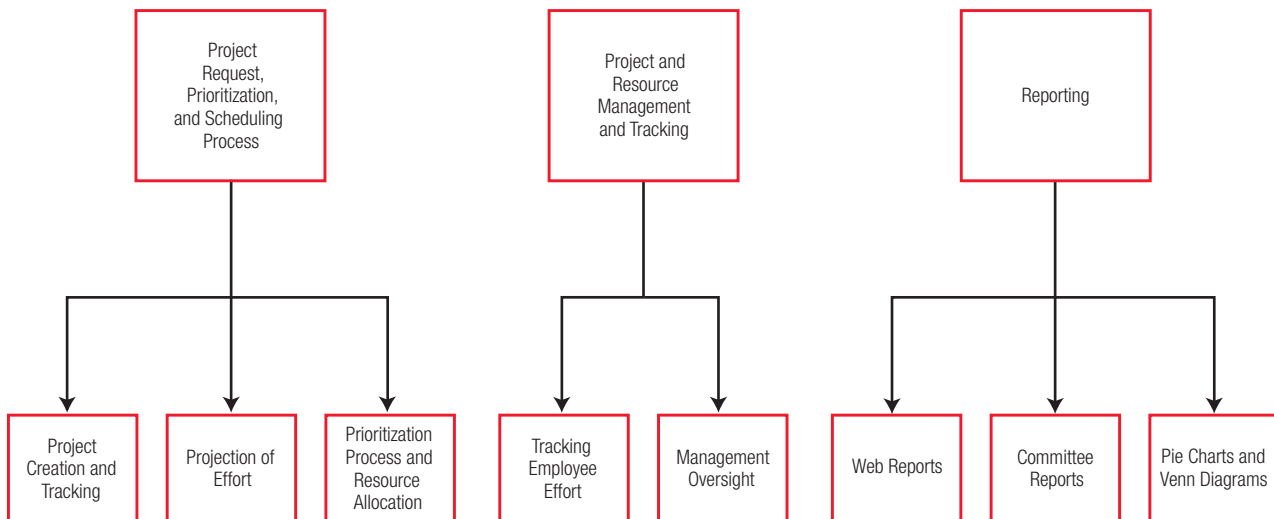 Project
Request,
Prioritization,
and Scheduling
Process
Project and
Resource
Management
and Tracking
Reporting
Project
Creation and
Tracking
Projection of
Effort
Prioritization
Process and
Resource
Allocation
Tracking
Employee
Effort
Management
Oversight
Web Reports
Committee
Reports
Pie Charts and
Venn Diagrams